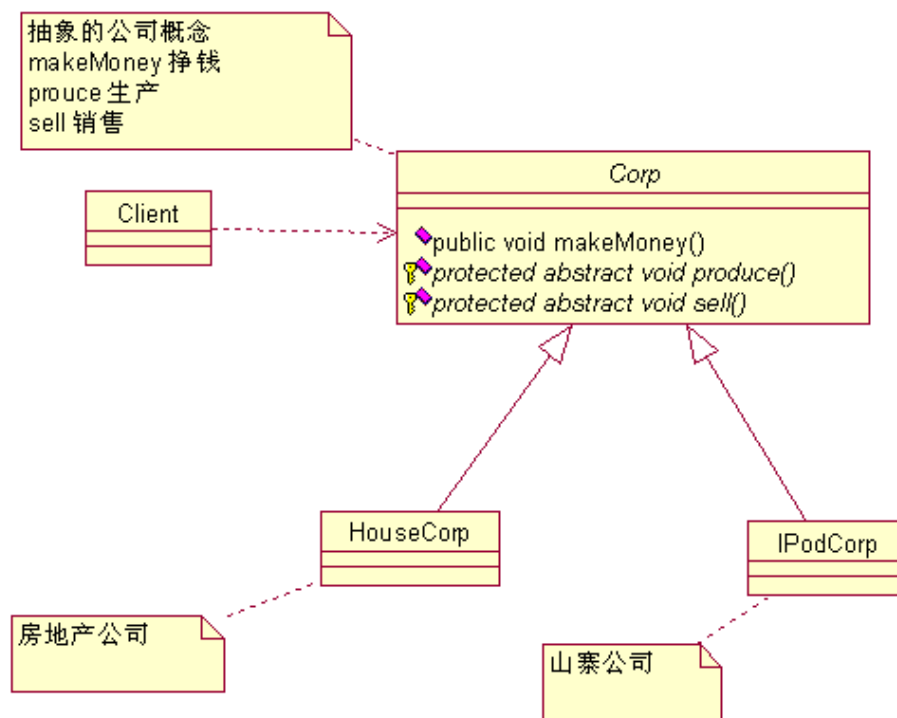 抽象的公司概念
makeMoney 挣钱
prouce 生产
sell 销售
Corp
Client
public void makeMoney()
protected abstract void produce()
protected abstract void sell()
HouseCorp
IPodCorp
房地产公司
山寨公司